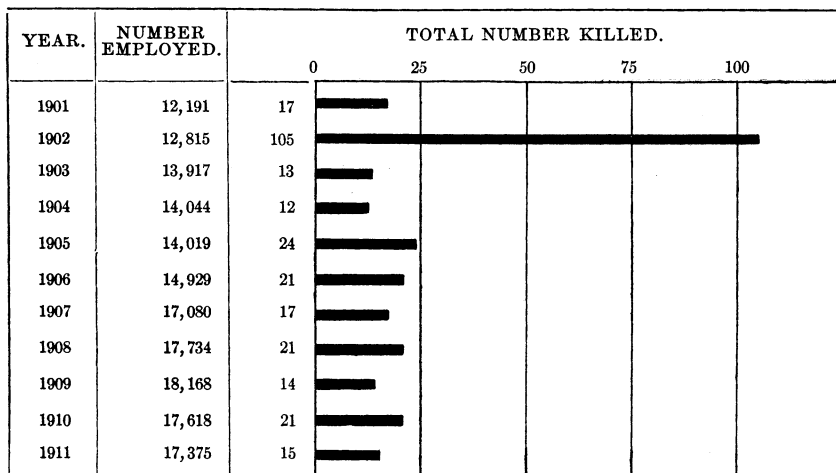 YEAR. NUMBER EMPLOYED. TOTAL NUMBER KILLED.
0 25 50 75 100
1901 12,191 17
1902 12,815 105
1903 13,917 13
1904 14,044 12
1905 14,019 24
1906 14,929 21
1907 17,080 17
1908 17,734 21
1909 18,168 14
1910 17,618 21
1911 17,375 15